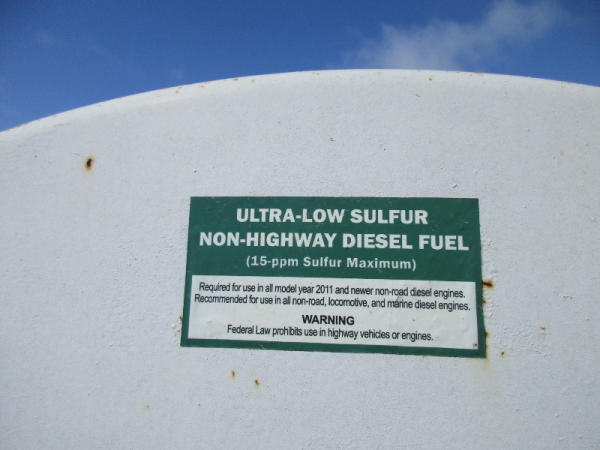 ULTRA-LOW SULFUR
NON-HIGHWAY DIESEL FUEL
(15-ppm Sulfur Maximum)
Required for use in all model year 2011 and newer non-road diesel engines.
Recommended for use in all non-road, locomotive, and marine diesel engines.
WARNING
Federal Law prohibits use in highway vehicles or engines.